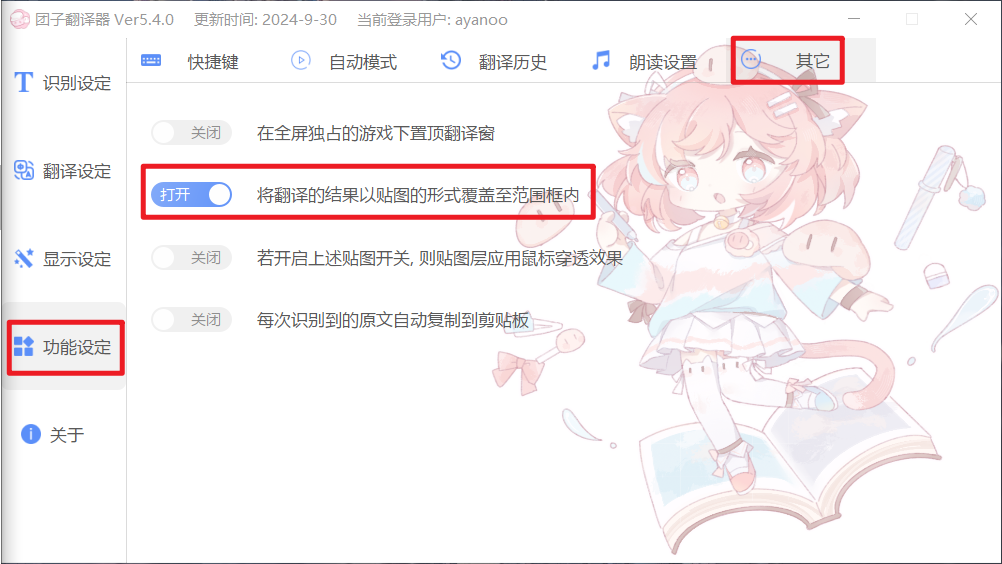 团子翻译器 Ver5.4.0 更新时间: 2024-9-30 当前登录用户: ayanoo
快捷键 自动模式 翻译历史 朗读设置 其它
识别设定
翻译设定
显示设定
功能设定
关于
关闭 在全屏独占的游戏下置顶翻译窗
打开 将翻译的结果以贴图的形式覆盖至范围框内
关闭 若开启上述贴图开关, 则贴图层应用鼠标穿透效果
关闭 每次识别到的原文自动复制到剪贴板